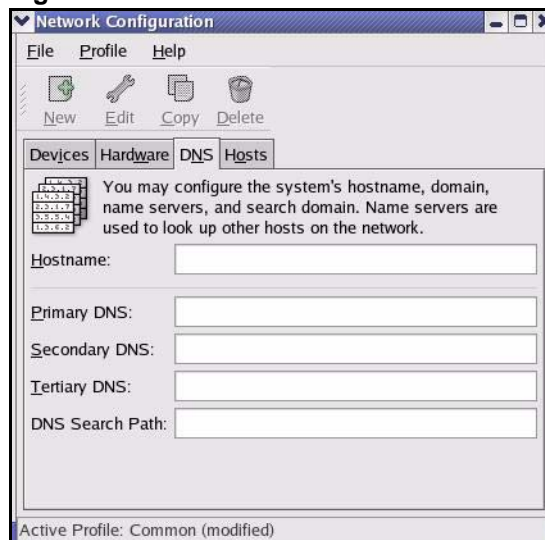 Network Configuration
File Profile Help
New Edit Copy Delete
Devices Hardware DNS Hosts
You may configure the system's hostname, domain,
name servers, and search domain. Name servers are
used to look up other hosts on the network.
Hostname:
Primary DNS:
Secondary DNS:
Tertiary DNS:
DNS Search Path:
Active Profile: Common (modified)